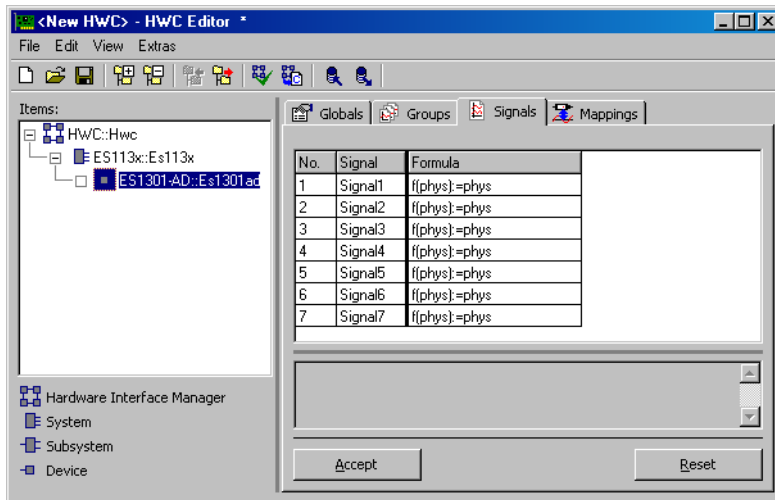 <New HWC> - HWC Editor *
File Edit View Extras
Items:
HWC::Hwc
ES113x::Es113x
ES1301-AD::Es1301ad
Hardware Interface Manager
System
Subsystem
Device
Globals Groups Signals Mappings
No. Signal Formula
1 Signal1 f(phys):=phys
2 Signal2 f(phys):=phys
3 Signal3 f(phys):=phys
4 Signal4 f(phys):=phys
5 Signal5 f(phys):=phys
6 Signal6 f(phys):=phys
7 Signal7 f(phys):=phys
Accept Reset